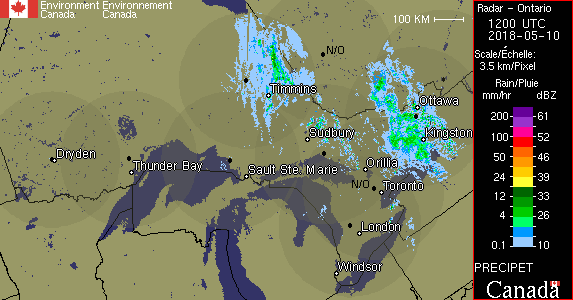 Environment Environnement
Canada Canada
100 KM
N/O
Timmins
Ottawa
Sudbury
Kingston
Dryden
Thunder Bay
Sault Ste. Marie
Orillia
N/O
Toronto
London
Windsor
Radar - Ontario
1200 UTC
2018-05-10
Scale/Échelle:
3.5 km/Pixel
Rain/Pluie
mm/hr dBZ
200 61
100 52
50 46
24 39
12 33
4 26
0.1 10
PRECIPET
Canada